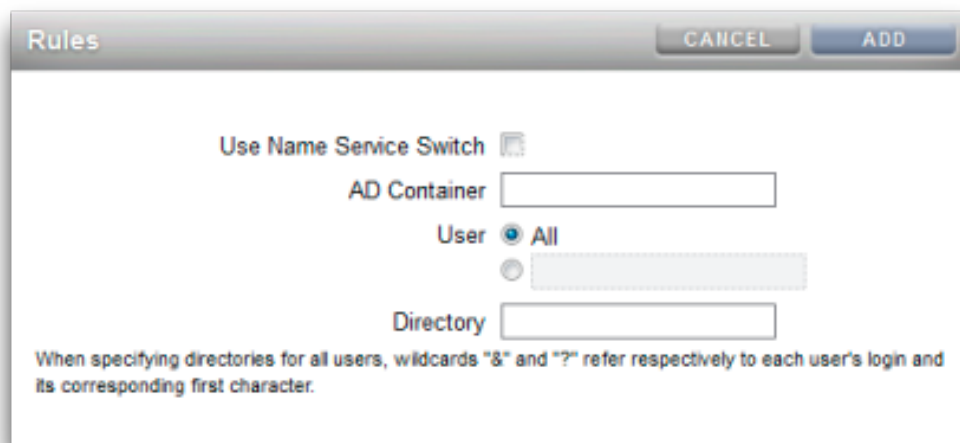 Rules
CANCEL
ADD
Use Name Service Switch
AD Container
User
All
Directory
When specifying directories for all users, wildcards "&" and "?" refer respectively to each user's login and
its corresponding first character.